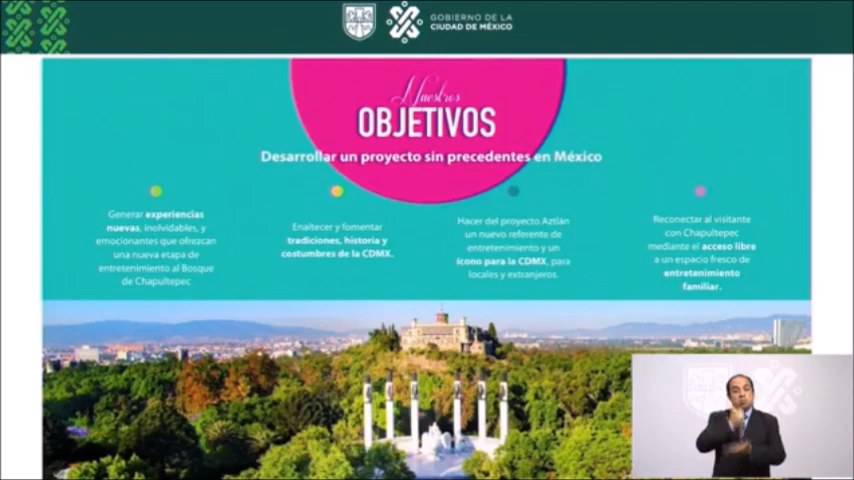 GOBIERNO DE LA
CIUDAD DE MÉXICO
Nuestros
OBJETIVOS
Desarrollar un proyecto sin precedentes en México
Generar experiencias
nuevas, inolvidables, y
emocionantes que ofrezcan
una nueva etapa de
entretenimiento al Bosque
de Chapultepec
Enaltecer y fomentar
tradiciones, historia y
costumbres de la CDMX.
Hacer del proyecto Aztlán
un nuevo referente de
entretenimiento y un
ícono para la CDMX, para
locales y extranjeros.
Reconectar al visitante
con Chapultepec
mediante el acceso libre
a un espacio fresco de
entretenimiento
familiar.